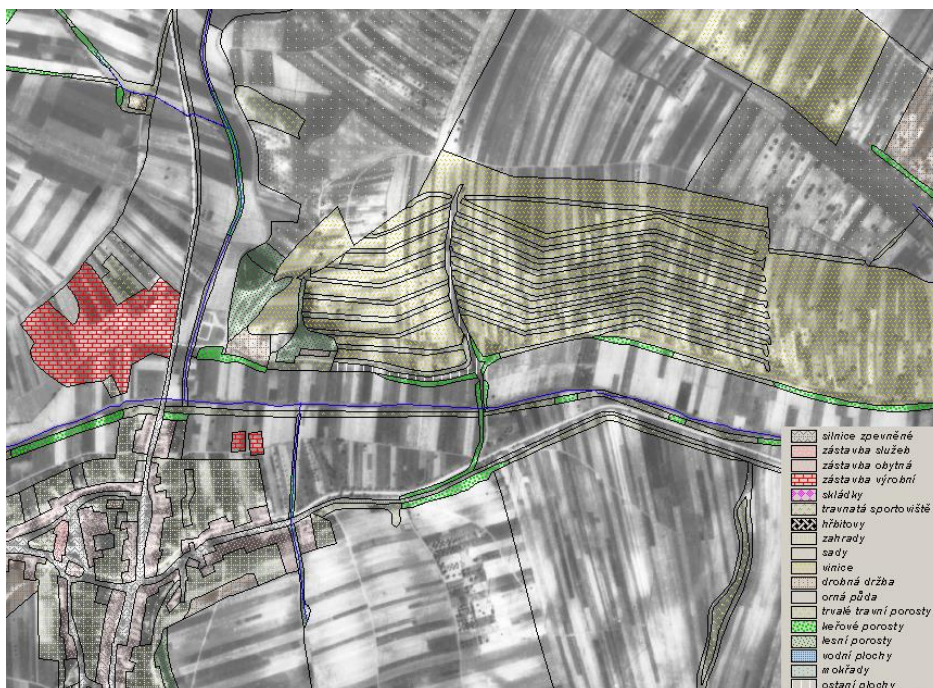 silnice zpevněné
zástavba služeb
zástavba obytná
zástavba výrobní
skládky
travnatá sportoviště
hřbitovy
zahrady
sady
vinice
drobná držba
orná půda
trvalé travní porosty
keřové porosty
lesní porosty
vodní plochy
mokřady
ostaní plochy